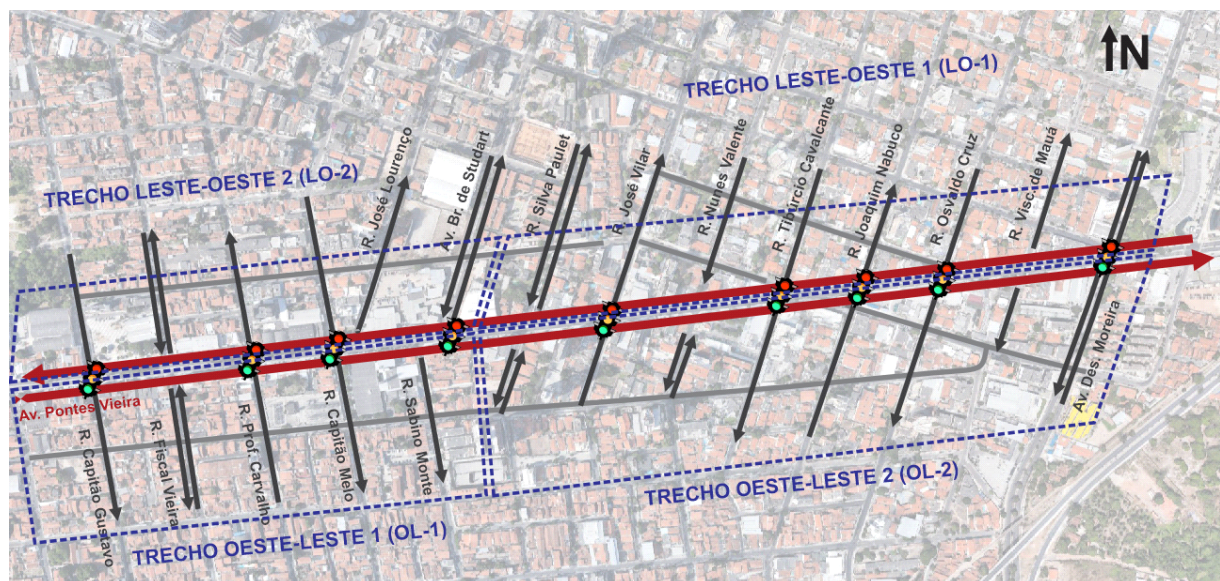 N
TRECHO LESTE-OESTE 1 (LO-1)
TRECHO LESTE-OESTE 2 (LO-2)
R. José Lourenço
Av. Br. de Studart
R. Silva Paulet
R. José Vilar
R. Nunes Valente
R. Tibúrcio Cavalcante
R. Joaquim Nabuco
R. Osvaldo Cruz
R. Visc. de Mauá
Av. Des. Moreira
Av. Pontes Vieira
R. Capitão Gustavo
R. Fiscal Vieira
R. Prof. Carvalho
R. Capitão Melo
R. Sabino Monte
TRECHO OESTE-LESTE 2 (OL-2)
TRECHO OESTE-LESTE 1 (OL-1)